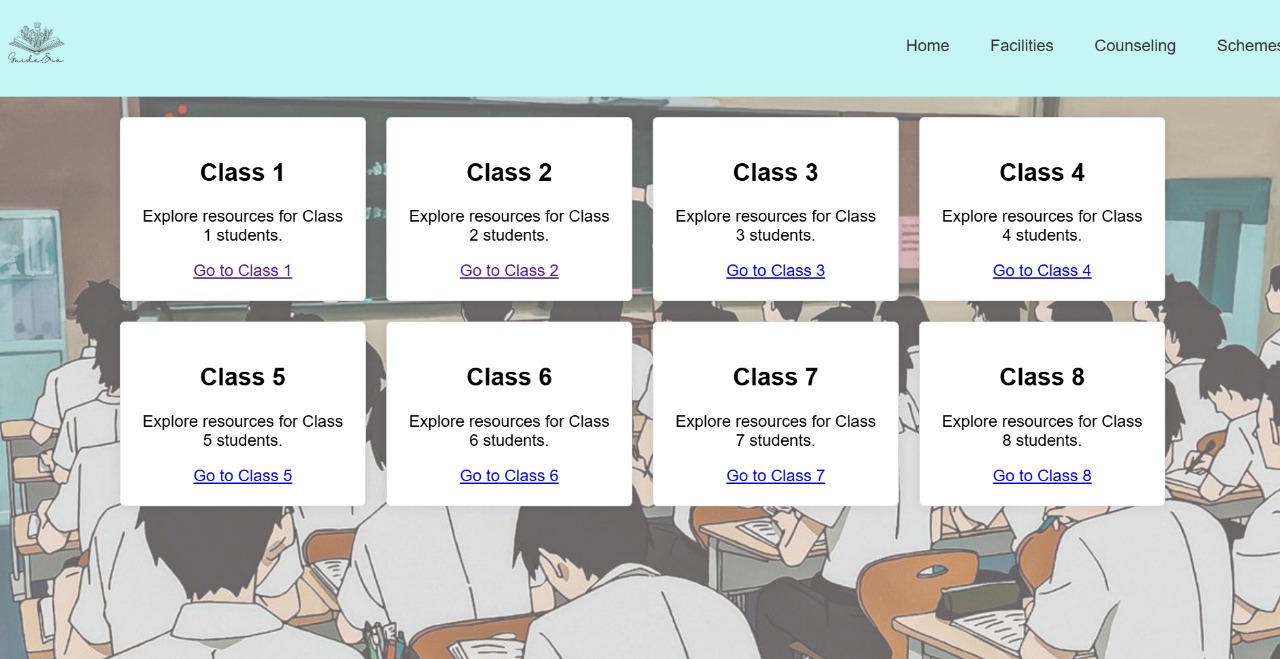 GuideEra
Home Facilities Counseling Schemes
Class 1
Explore resources for Class
1 students.
Go to Class 1
Class 2
Explore resources for Class
2 students.
Go to Class 2
Class 3
Explore resources for Class
3 students.
Go to Class 3
Class 4
Explore resources for Class
4 students.
Go to Class 4
Class 5
Explore resources for Class
5 students.
Go to Class 5
Class 6
Explore resources for Class
6 students.
Go to Class 6
Class 7
Explore resources for Class
7 students.
Go to Class 7
Class 8
Explore resources for Class
8 students.
Go to Class 8